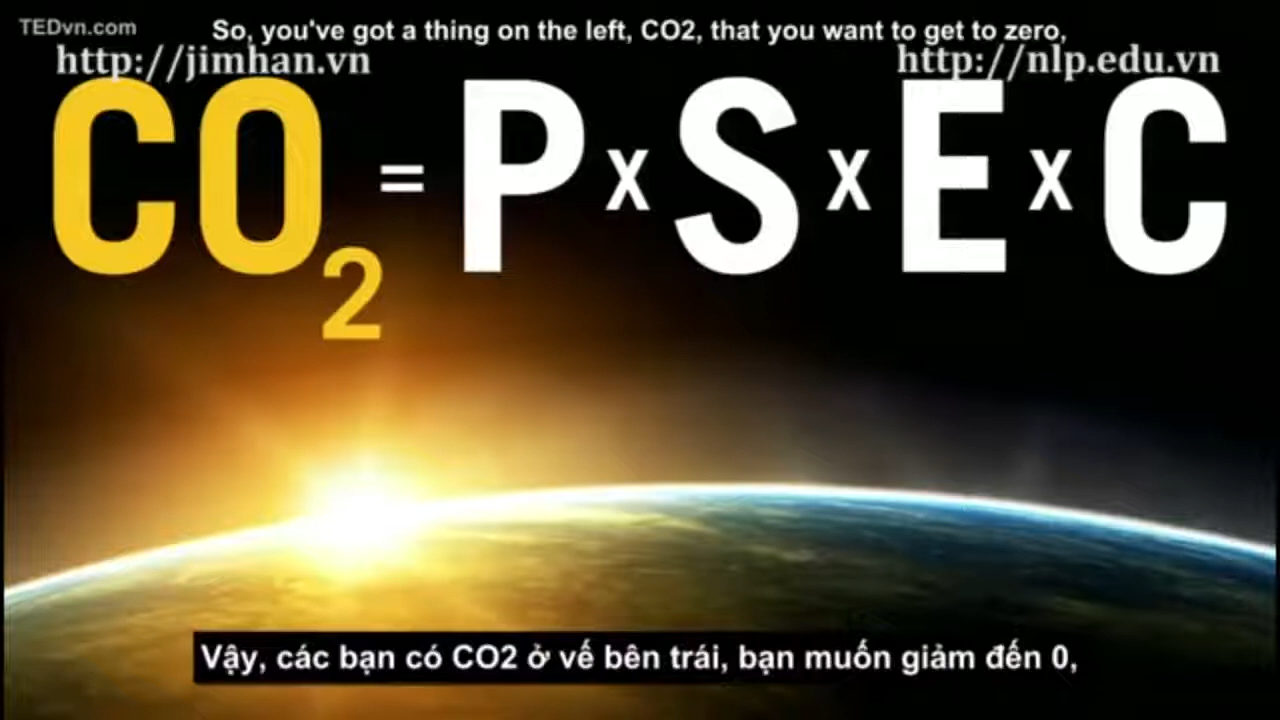 TEDvn.com
So, you've got a thing on the left, CO2, that you want to get to zero,
http://jimhan.vn
http://nlp.edu.vn
CO2 = P x S x E x C
Vậy, các bạn có CO2 ở vế bên trái, bạn muốn giảm đến 0,